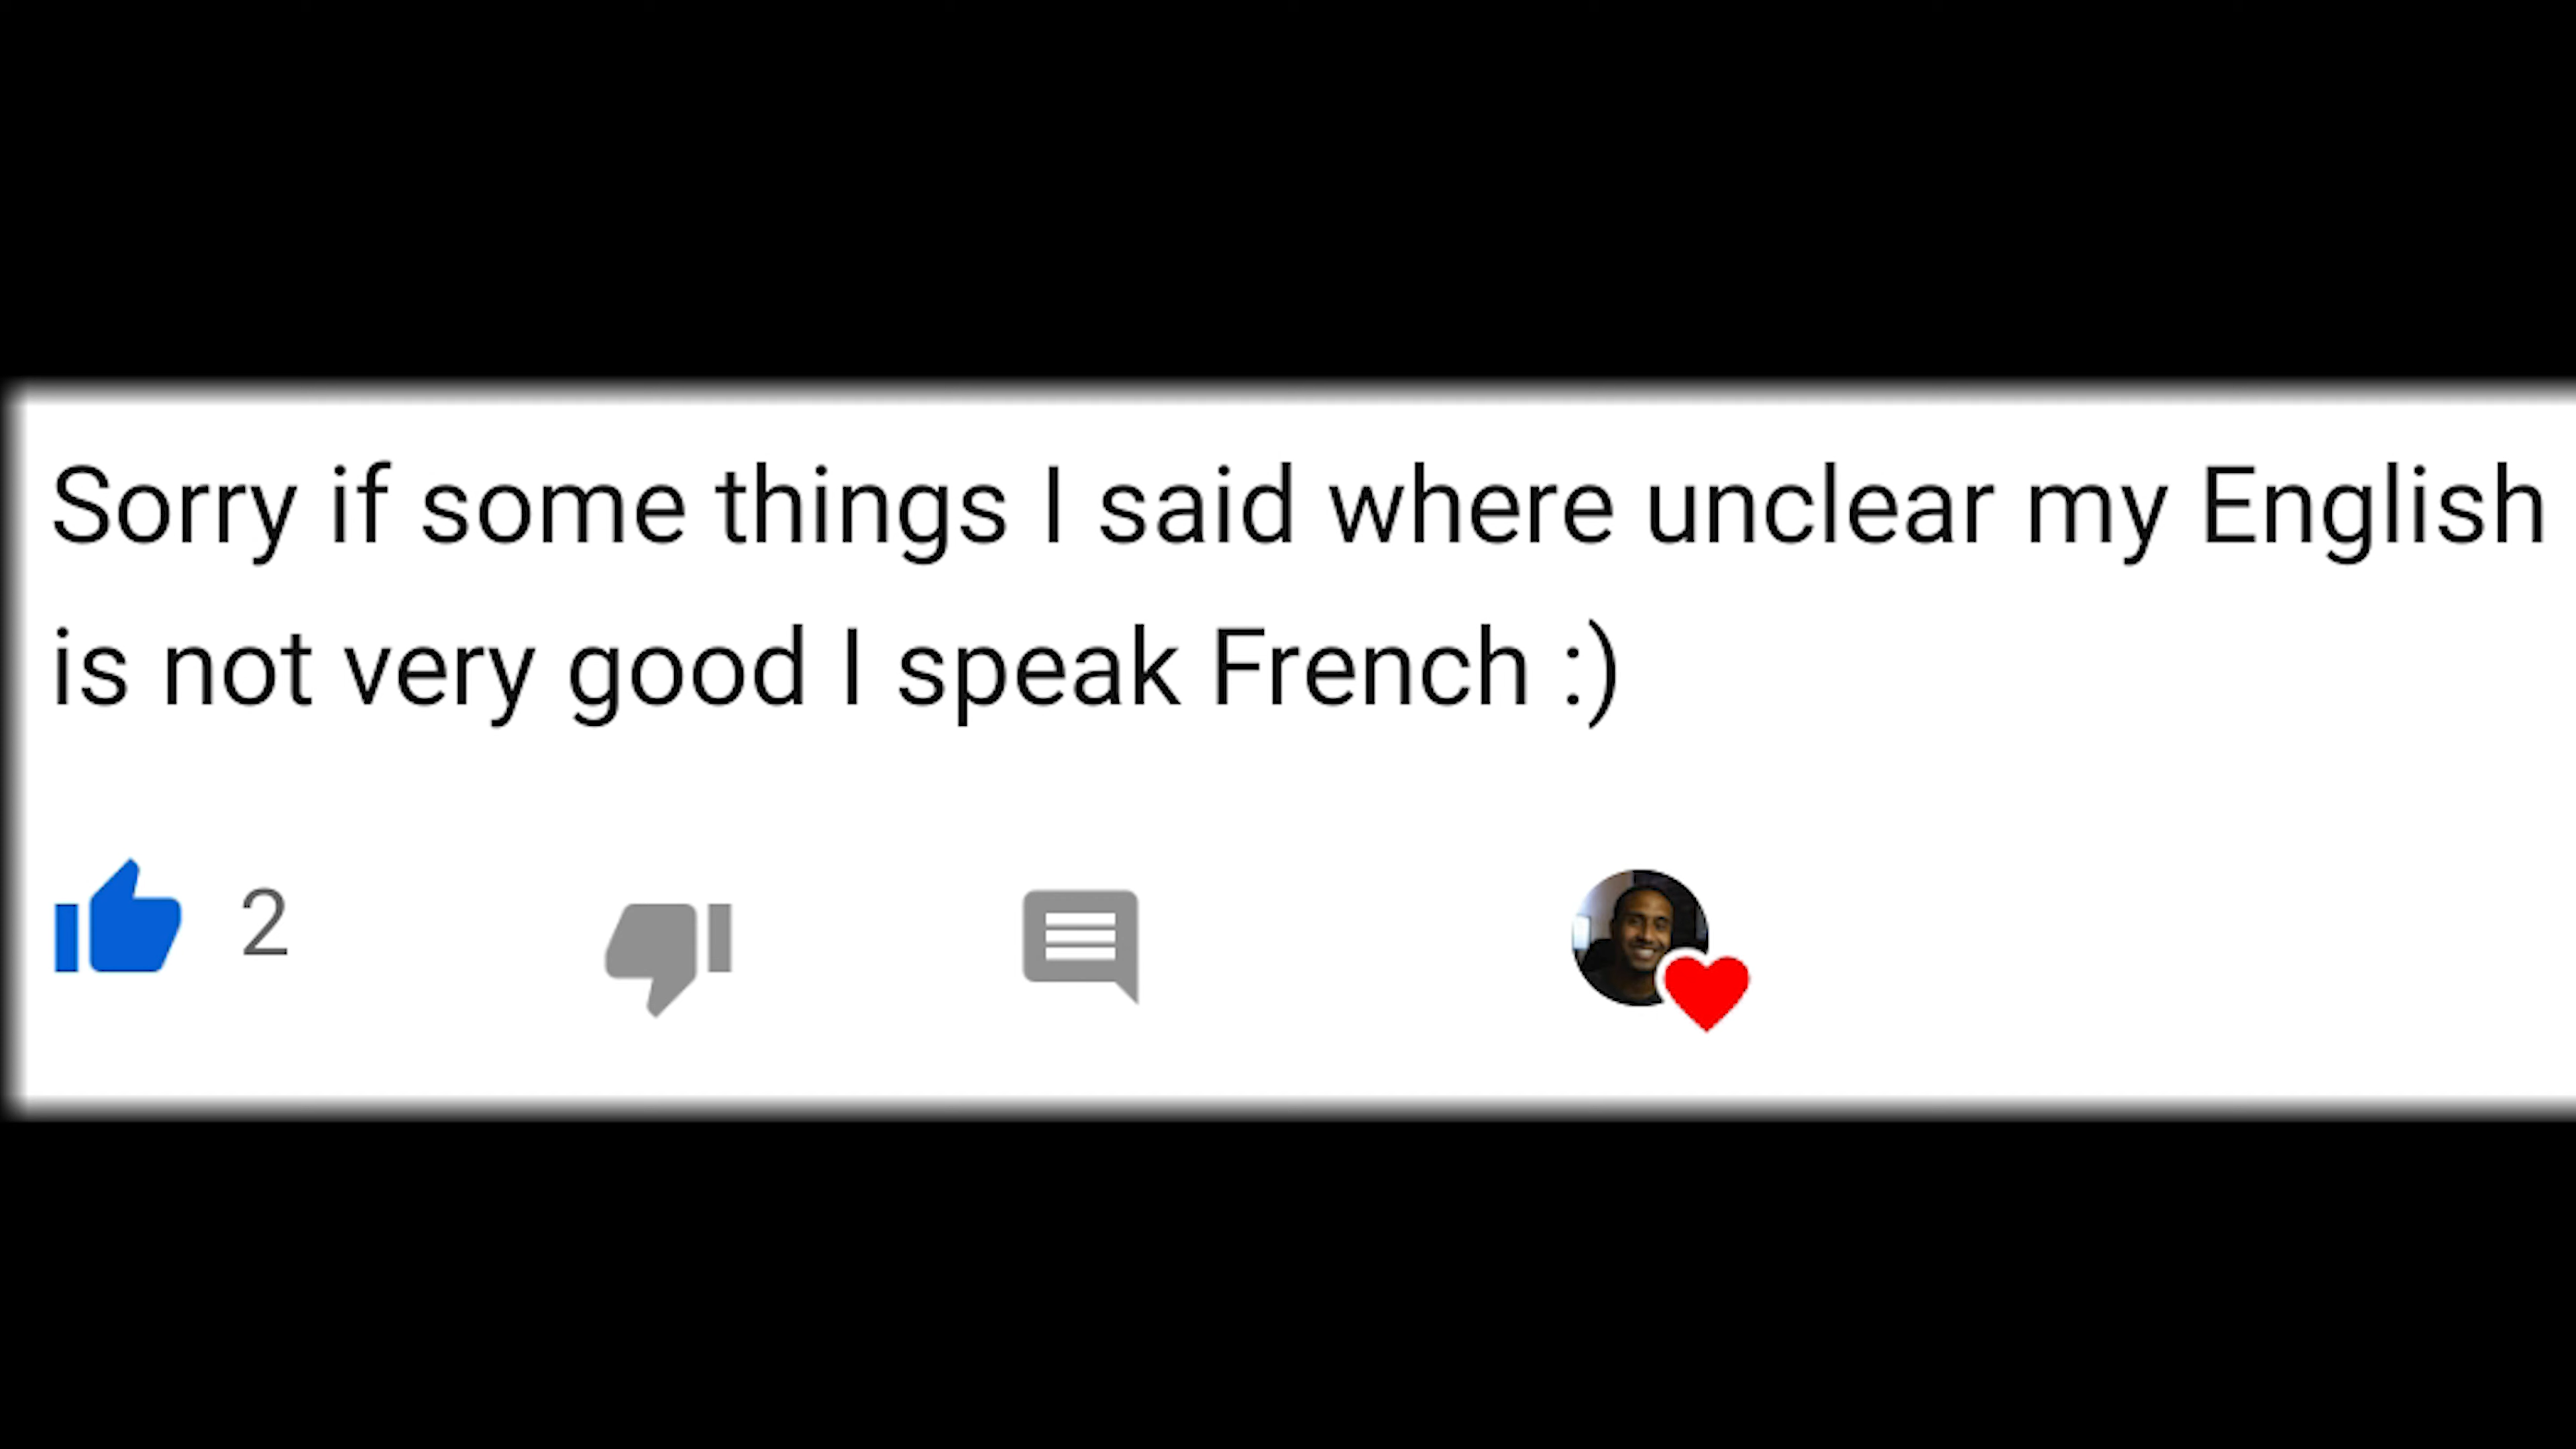 Sorry if some things I said where unclear my English
is not very good I speak French :)
2